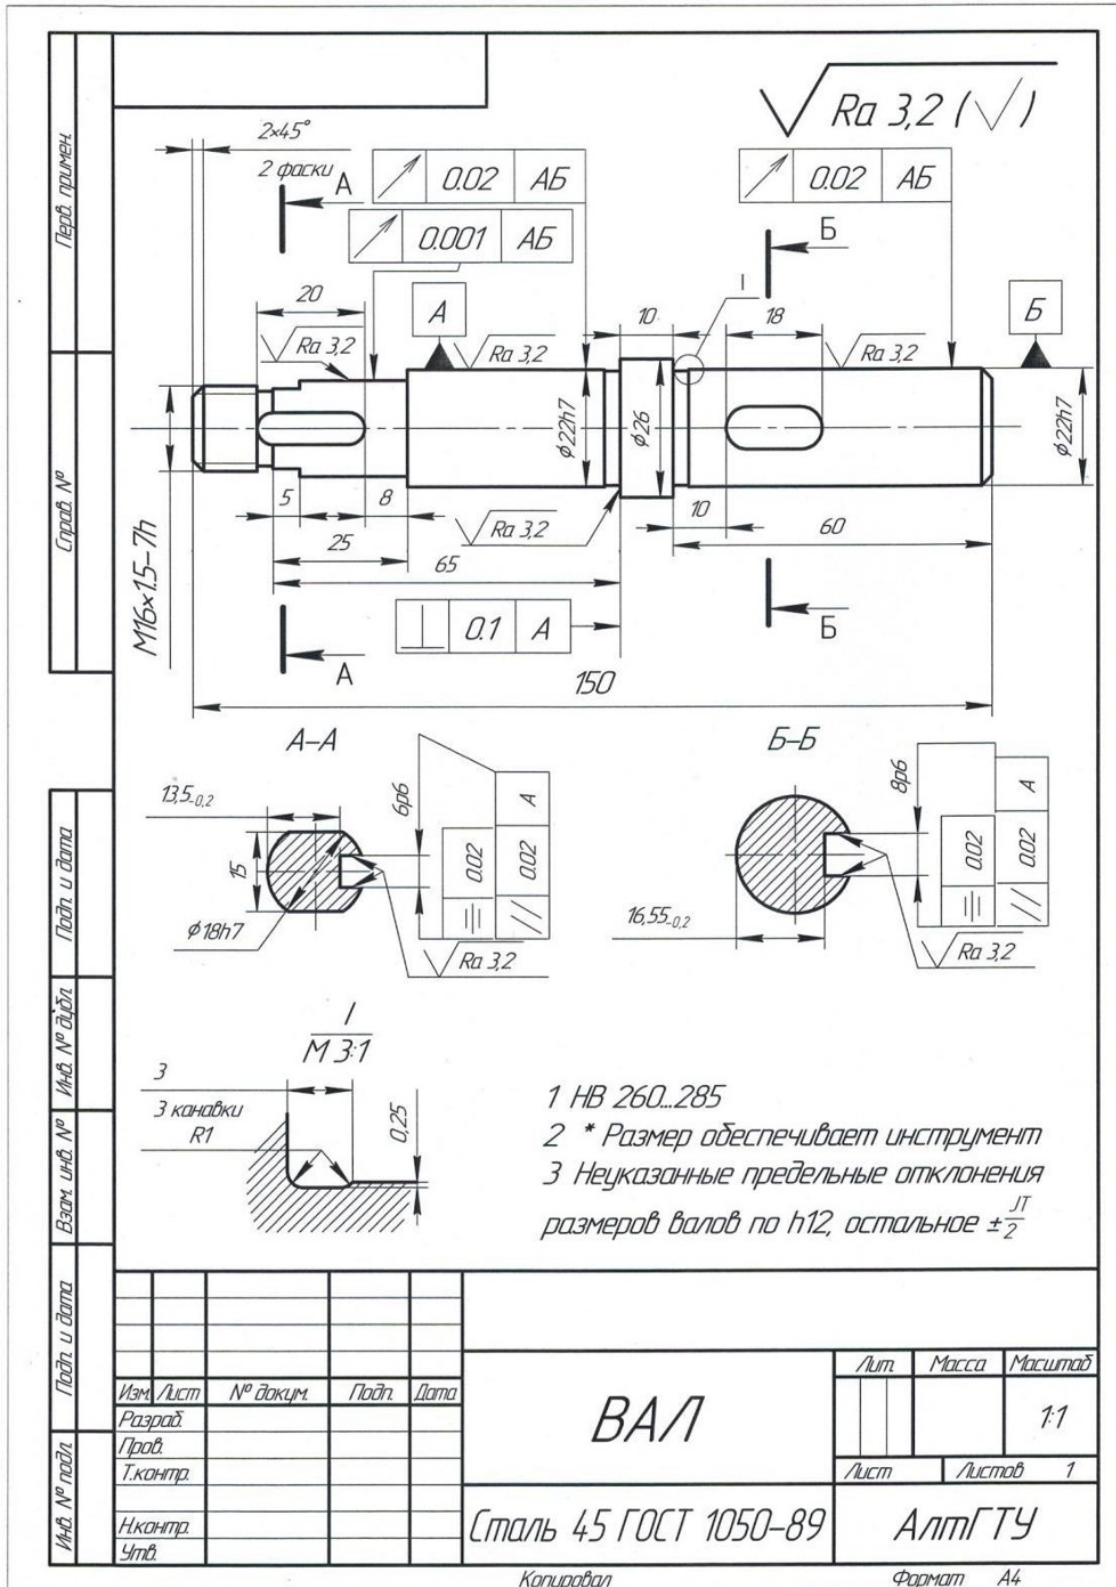 Перв. примен.
Справ. №
Подп. и дата
Инв. № дубл.
Взам. инв. №
Подп. и дата
Инв. № подл.
Ra 3,2 (√)
2×45°
2 фаски
А
0.02 АБ
0.001 АБ
0.02 АБ
Б
20
А
10
I
18
Б
Ra 3,2
Ra 3,2
Ra 3,2
ϕ22h7
ϕ26
ϕ22h7
5
8
Ra 3,2
10
25
60
65
М16×1.5–7h
0.1 А
А
Б
150
А–А
Б–Б
13,5-0,2
6р6
А
0.02
0.02
15
ϕ18h7
Ra 3,2
8р6
А
0.02
0.02
16,55-0,2
Ra 3,2
I
М 3:1
3
3 канавки
R1
0,25
1 НВ 260...285
2 * Размер обеспечивает инструмент
3 Неуказанные предельные отклонения
размеров валов по h12, остальное ±JT/2
Изм. Лист № докум. Подп. Дата
Разраб.
Пров.
Т.контр.
Н.контр.
Утв.
ВАЛ
Лит. Масса Масштаб
1:1
Лист Листов 1
Сталь 45 ГОСТ 1050–89
АлтГТУ
Копировал Формат А4